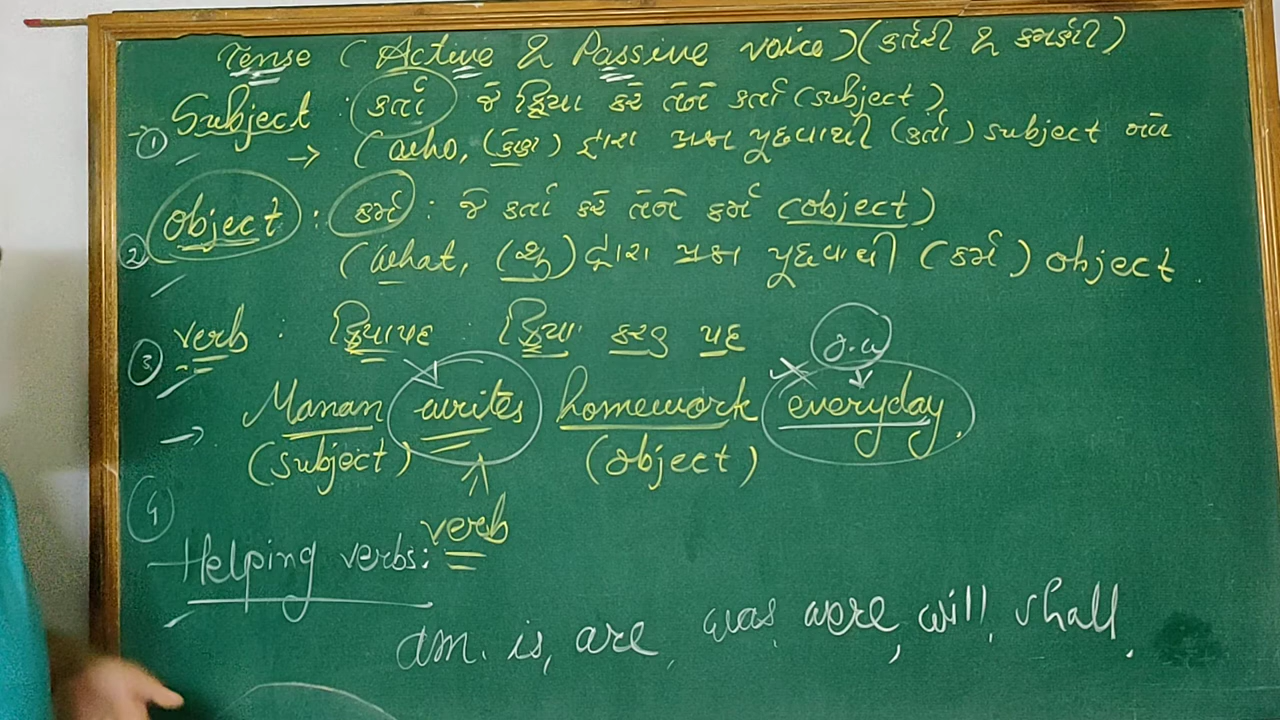 Tense (Active & Passive voice) (કર્તરી & કર્મણી)
→ ① Subject : કર્તા જે ક્રિયા કરે તેને કર્તા (subject)
→ (who, (કોણ) દ્વારા પ્રશ્ન પુછવાથી (કર્તા) subject મળે
② object : કર્મ : જે કર્તા કરે તેને કર્મ (object)
(what, (શું) દ્વારા પ્રશ્ન પુછવાથી (કર્મ) object
③ verb : ક્રિયાપદ : ક્રિયા કરતુ પદ
→ Manan writes homework everyday.
(subject) (object)
verb
④ Helping verbs:
am. is, are, was, were, will, shall.